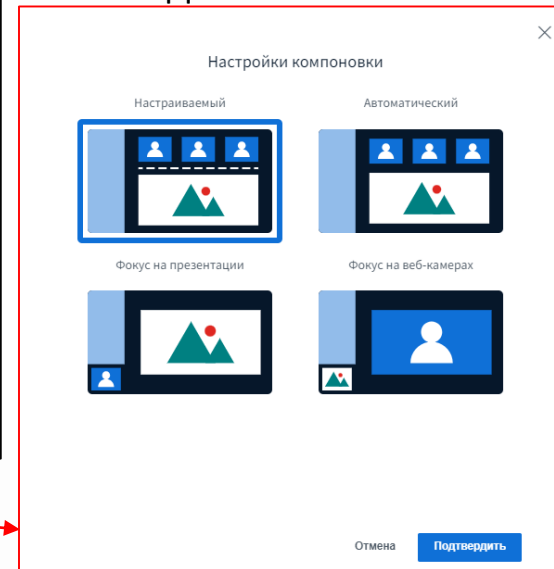 Настройки компоновки
Настраиваемый Автоматический
Фокус на презентации Фокус на веб-камерах
Отмена Подтвердить